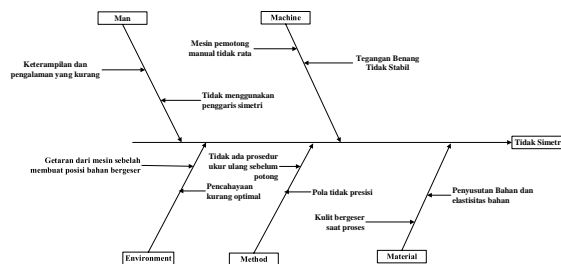 Man
Machine
Mesin pemotong
manual tidak rata
Keterampilan dan
pengalaman yang kurang
Tegangan Benang
Tidak Stabil
Tidak menggunakan
penggaris simetri
Tidak Simetri
Getaran dari mesin sebelah
membuat posisi bahan bergeser
Tidak ada prosedur
ukur ulang sebelum
potong
Pencahayaan
kurang optimal
Pola tidak presisi
Penyusutan Bahan dan
elastisitas bahan
Kulit bergeser
saat proses
Environment
Method
Material